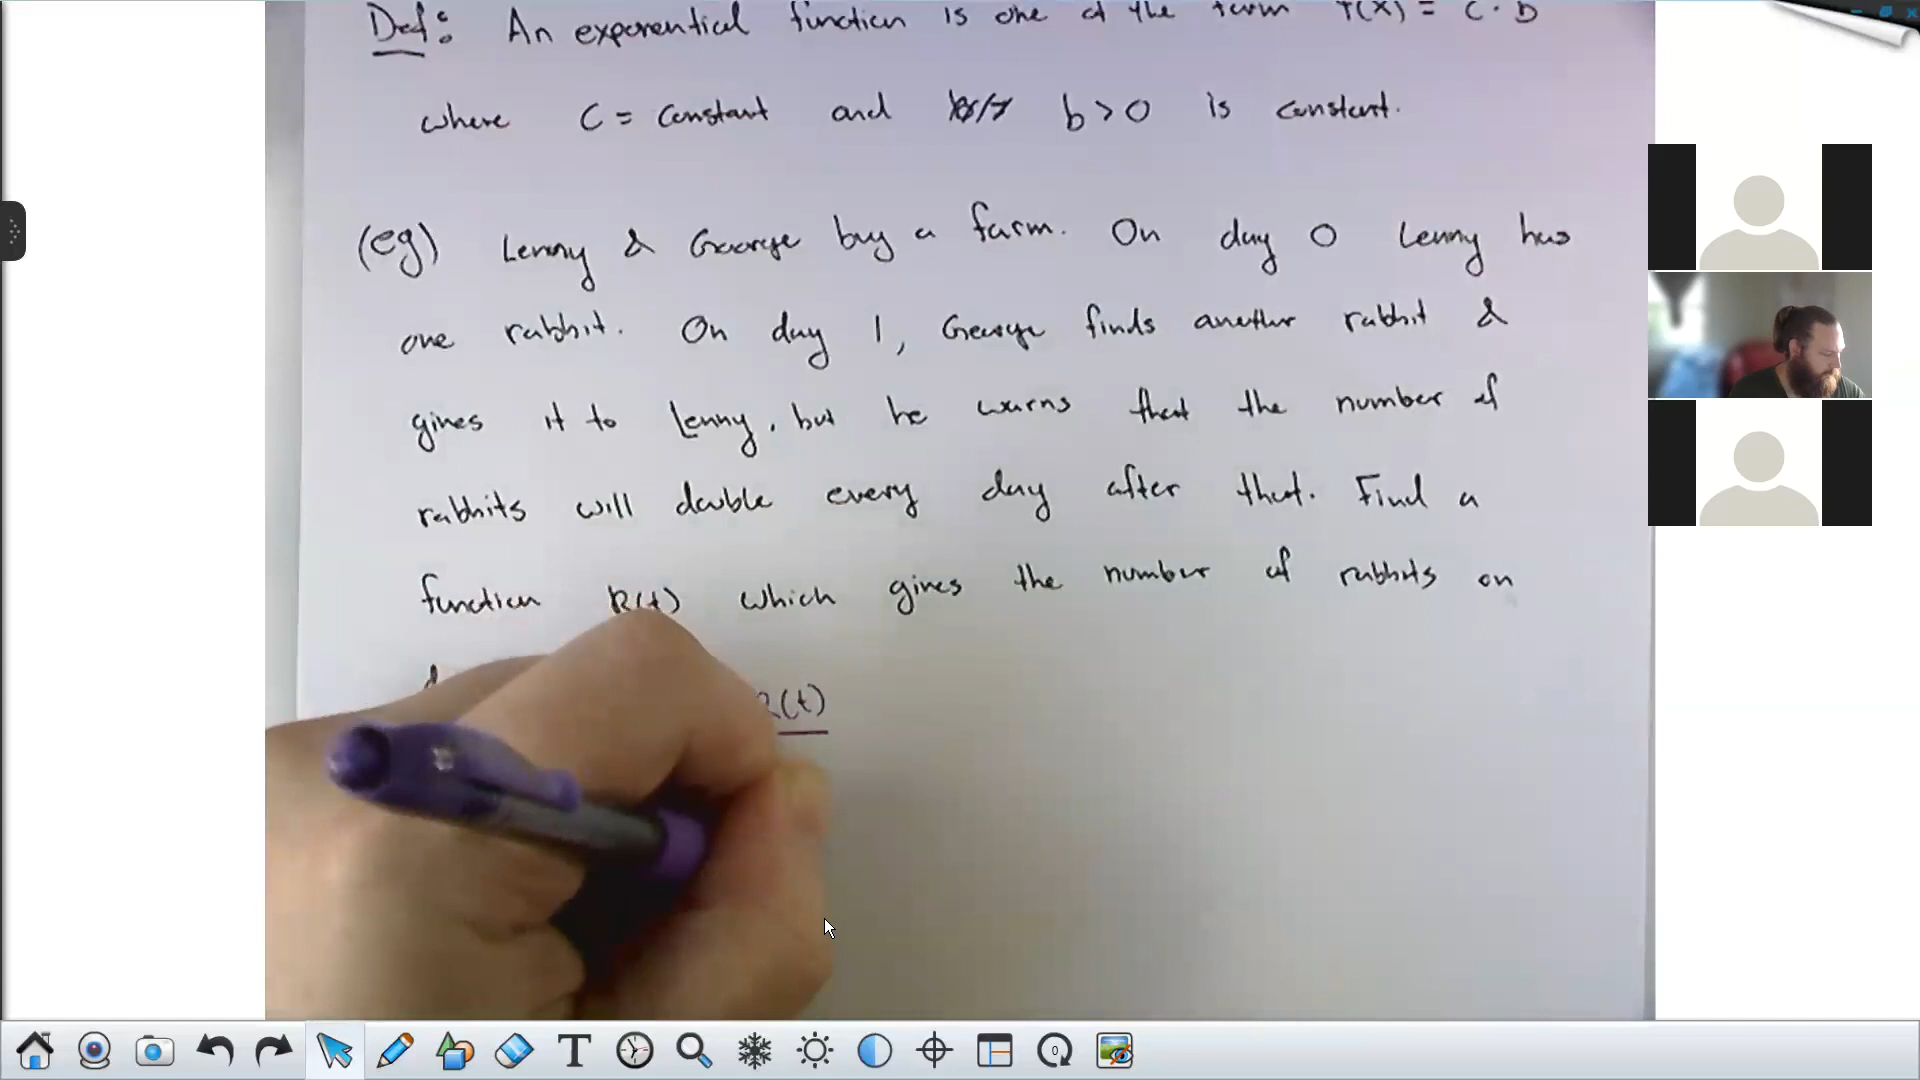 Def: An exponential function is one of the form f(x) = C · b
where C = constant and b > 0 is constant.
(eg) Lenny & George buy a farm. On day 0 Lenny has
one rabbit. On day 1, George finds another rabbit &
gives it to Lenny, but he warns that the number of
rabbits will double every day after that. Find a
function R(t) which gives the number of rabbits on
R(t)
T
0